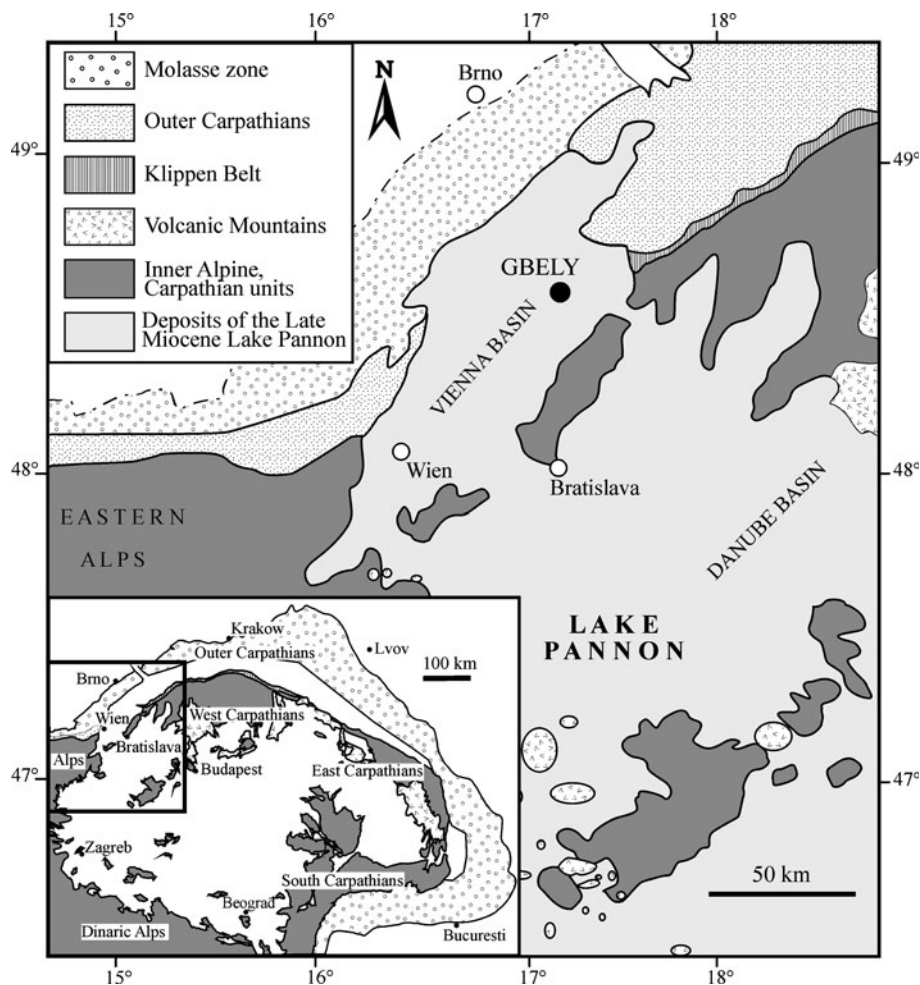 15°
16°
17°
18°
Molasse zone
Outer Carpathians
Klippen Belt
Volcanic Mountains
Inner Alpine,
Carpathian units
Deposits of the Late
Miocene Lake Pannon
N
Brno
49°
49°
GBELY
VIENNA BASIN
Wien
Bratislava
48°
48°
EASTERN
ALPS
DANUBE BASIN
LAKE
PANNON
Krakow
Outer Carpathians
Lvov
100 km
Brno
Wien
West Carpathians
Bratislava
Alps
Budapest
East Carpathians
47°
47°
Zagreb
South Carpathians
Beograd
Dinaric Alps
Bucuresti
50 km
15°
16°
17°
18°